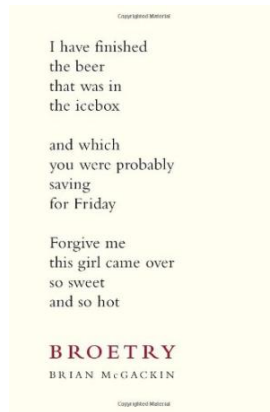 Copyrighted Material
I have finished
the beer
that was in
the icebox
and which
you were probably
saving
for Friday
Forgive me
this girl came over
so sweet
and so hot
BROETRY
BRIAN McGACKIN
Copyrighted Material